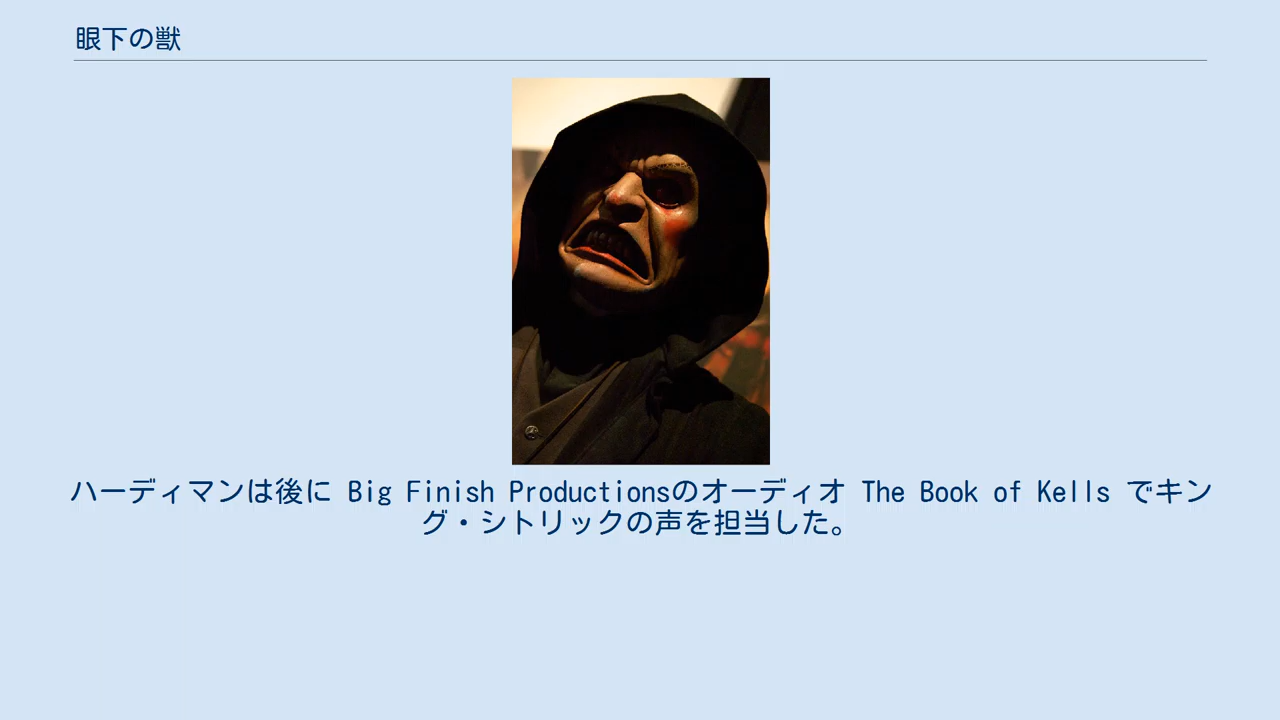 眼下の獣
ハーディマンは後に Big Finish Productionsのオーディオ The Book of Kells でキン
グ・シトリックの声を担当した。